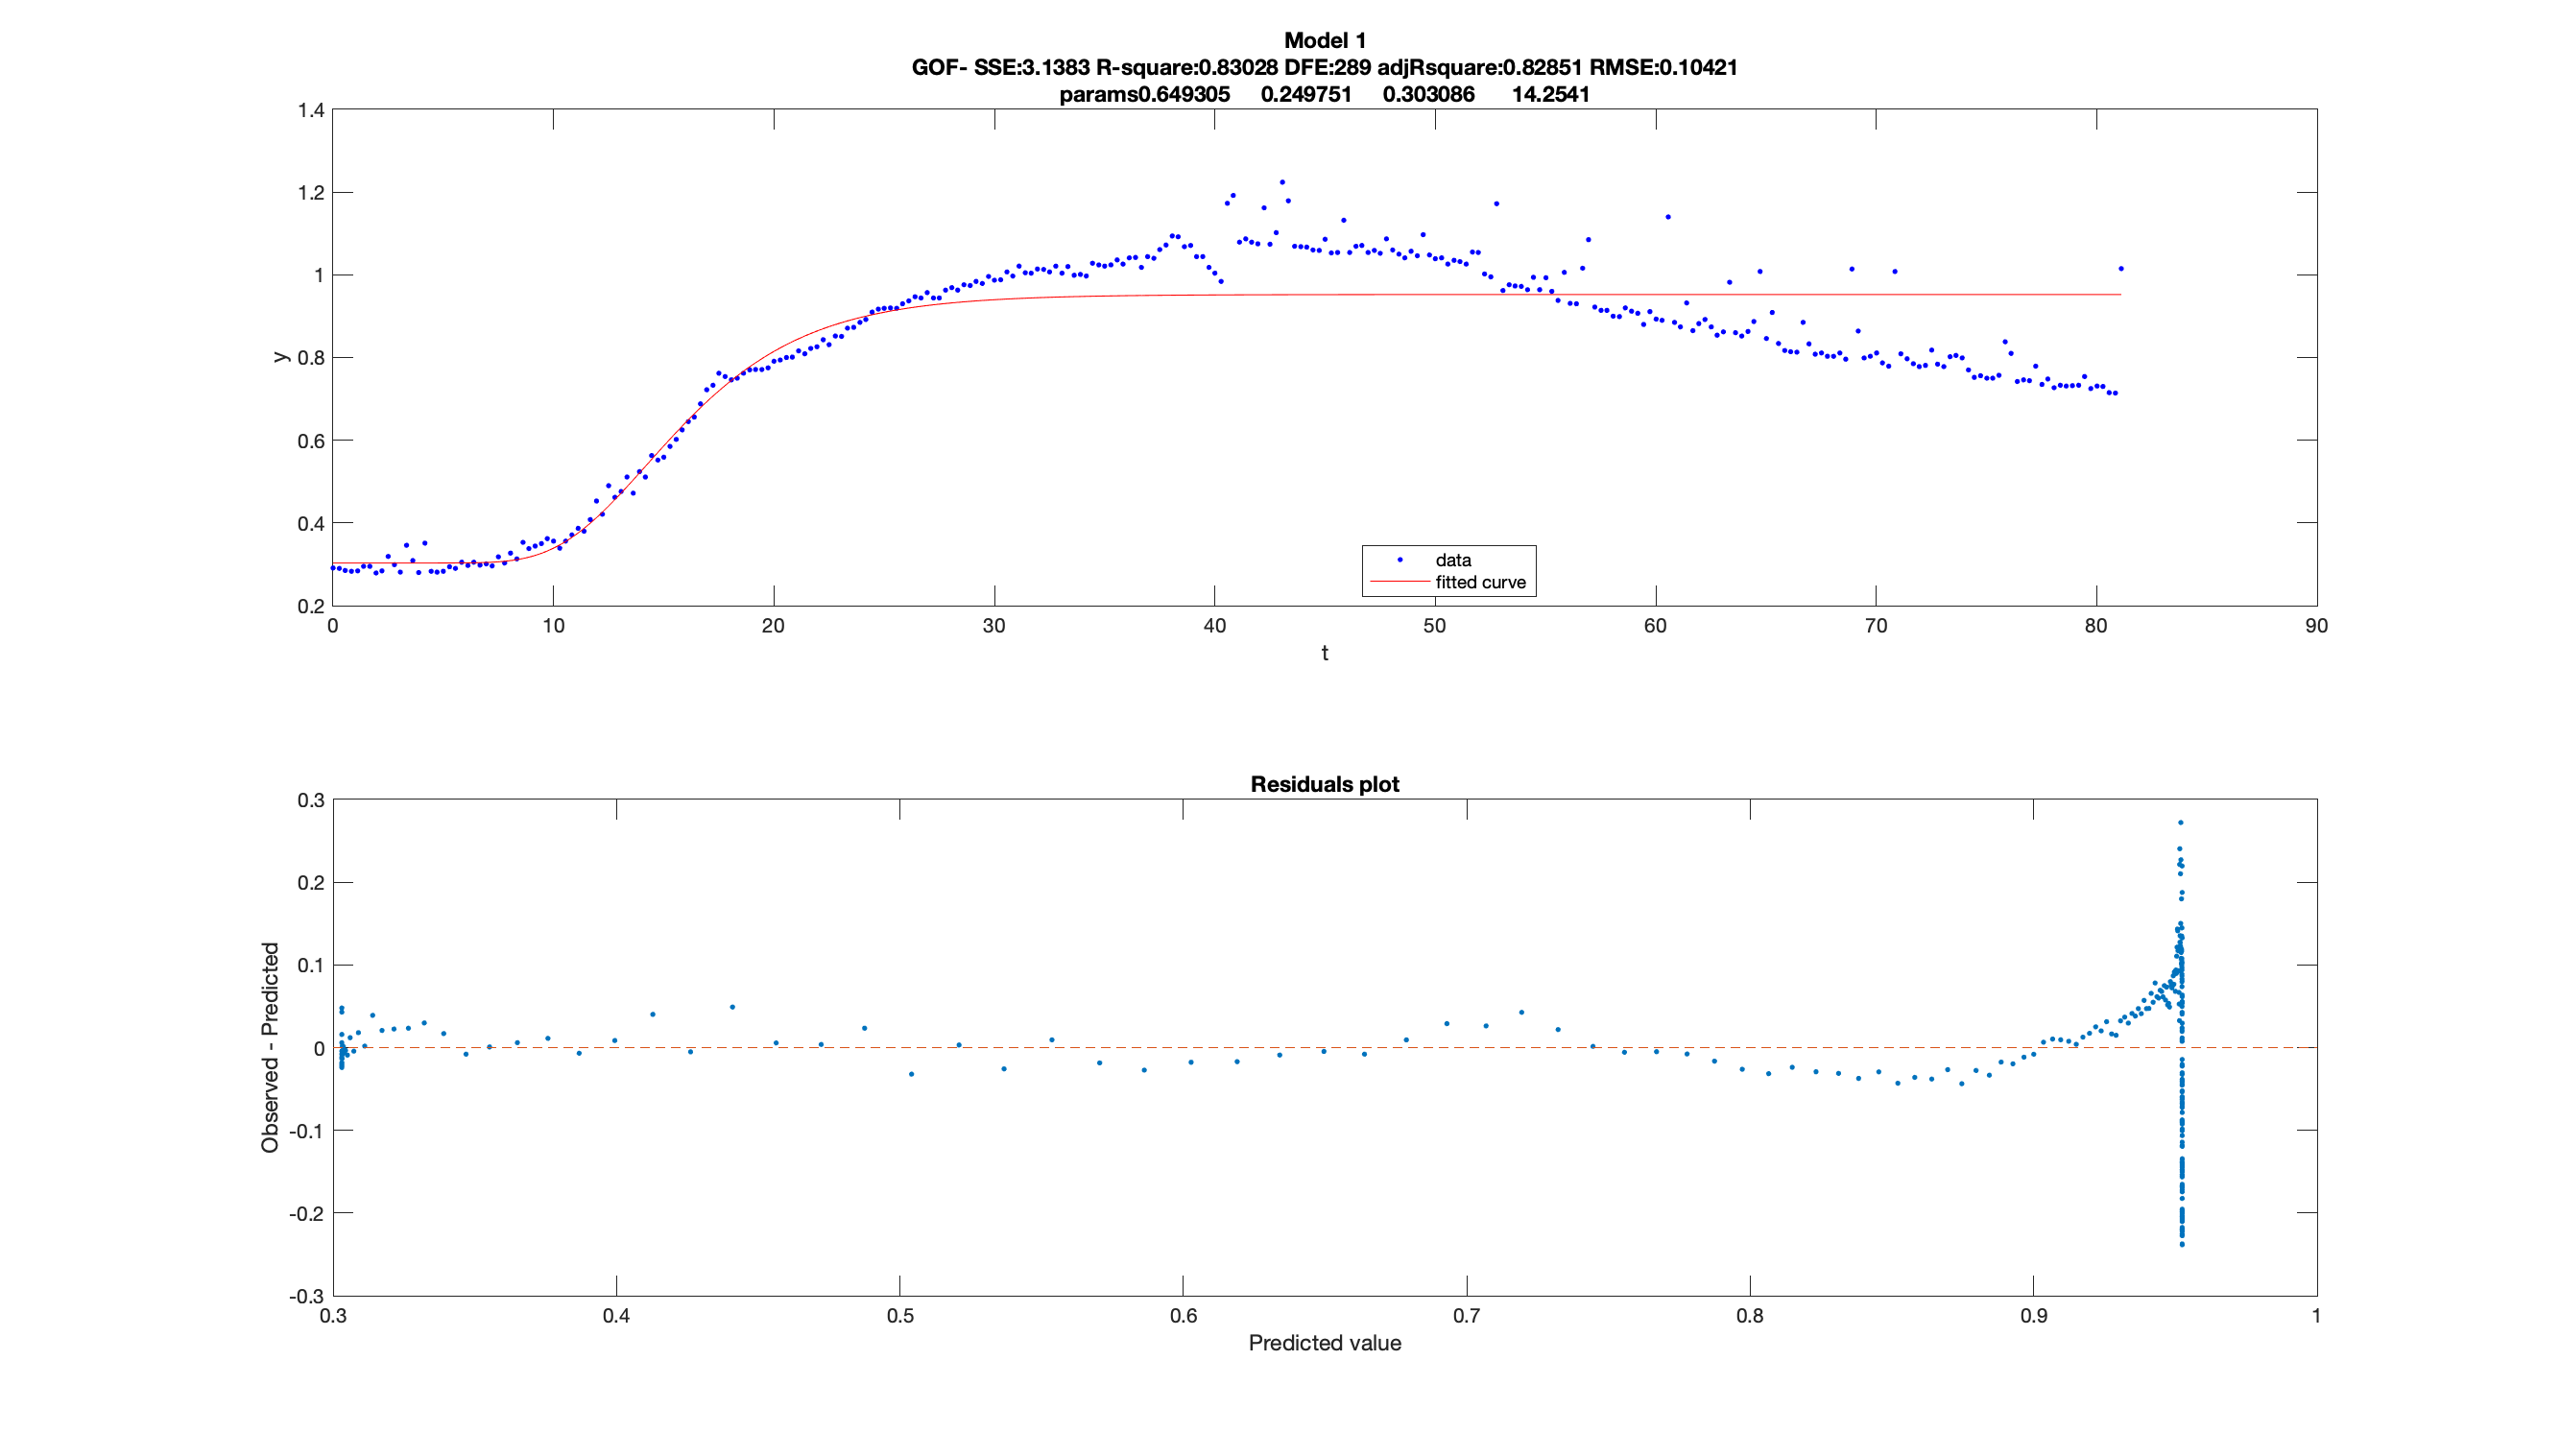 Model 1
GOF- SSE:3.1383 R-square:0.83028 DFE:289 adjRsquare:0.82851 RMSE:0.10421
params0.649305 0.249751 0.303086 14.2541
1.4
1.2
1
0.8
0.6
0.4
0.2
y
data
fitted curve
0 10 20 30 40 50 60 70 80 90
t
Residuals plot
0.3
0.2
0.1
0
-0.1
-0.2
-0.3
Observed - Predicted
0.3 0.4 0.5 0.6 0.7 0.8 0.9 1
Predicted value